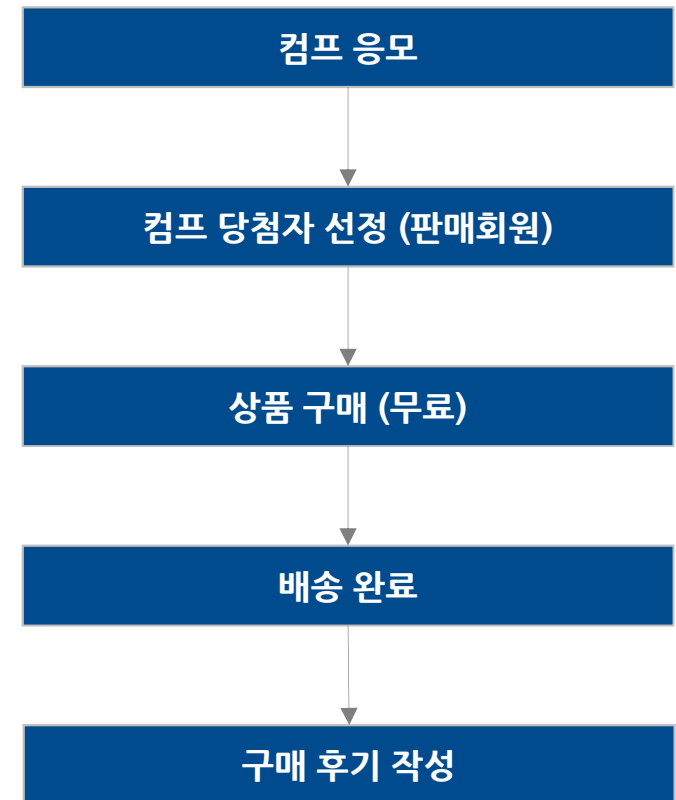 컴프 응모
컴프 당첨자 선정 (판매회원)
상품 구매 (무료)
배송 완료
구매 후기 작성